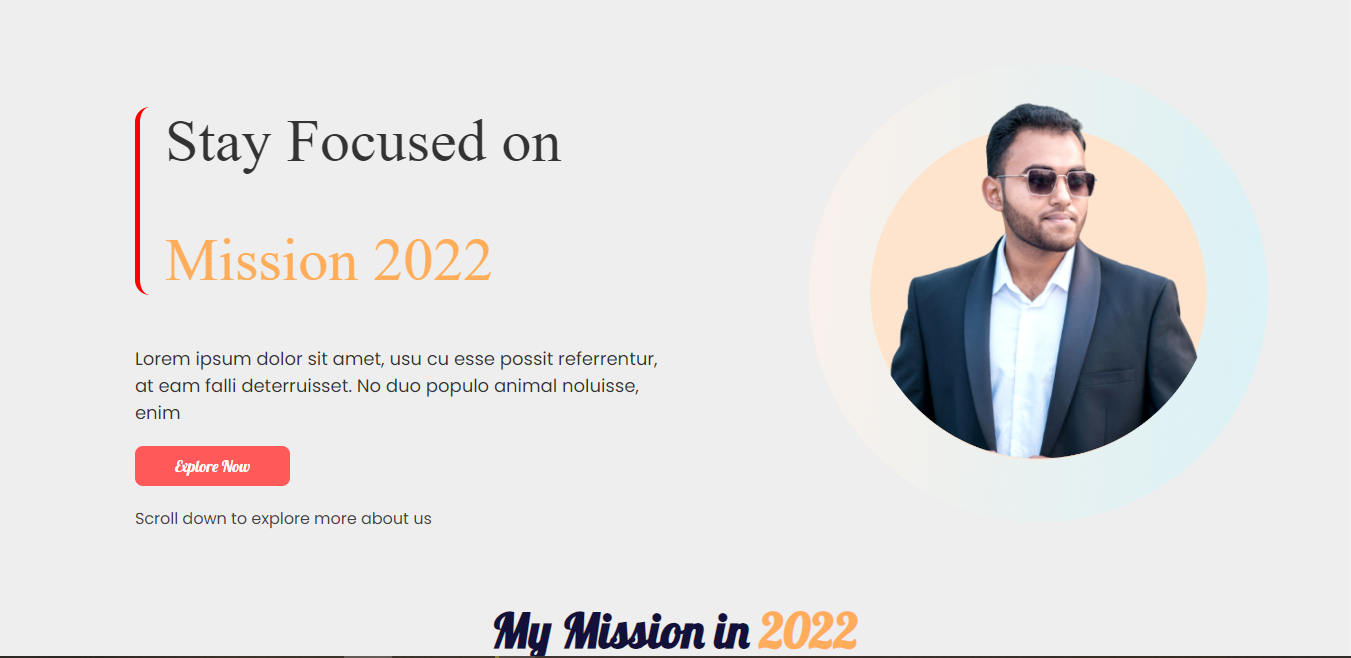 Stay Focused on
Mission 2022
Lorem ipsum dolor sit amet, usu cu esse possit referrentur,
at eam falli deterruisset. No duo populo animal noluisse,
enim
Explore Now
Scroll down to explore more about us
My Mission in 2022